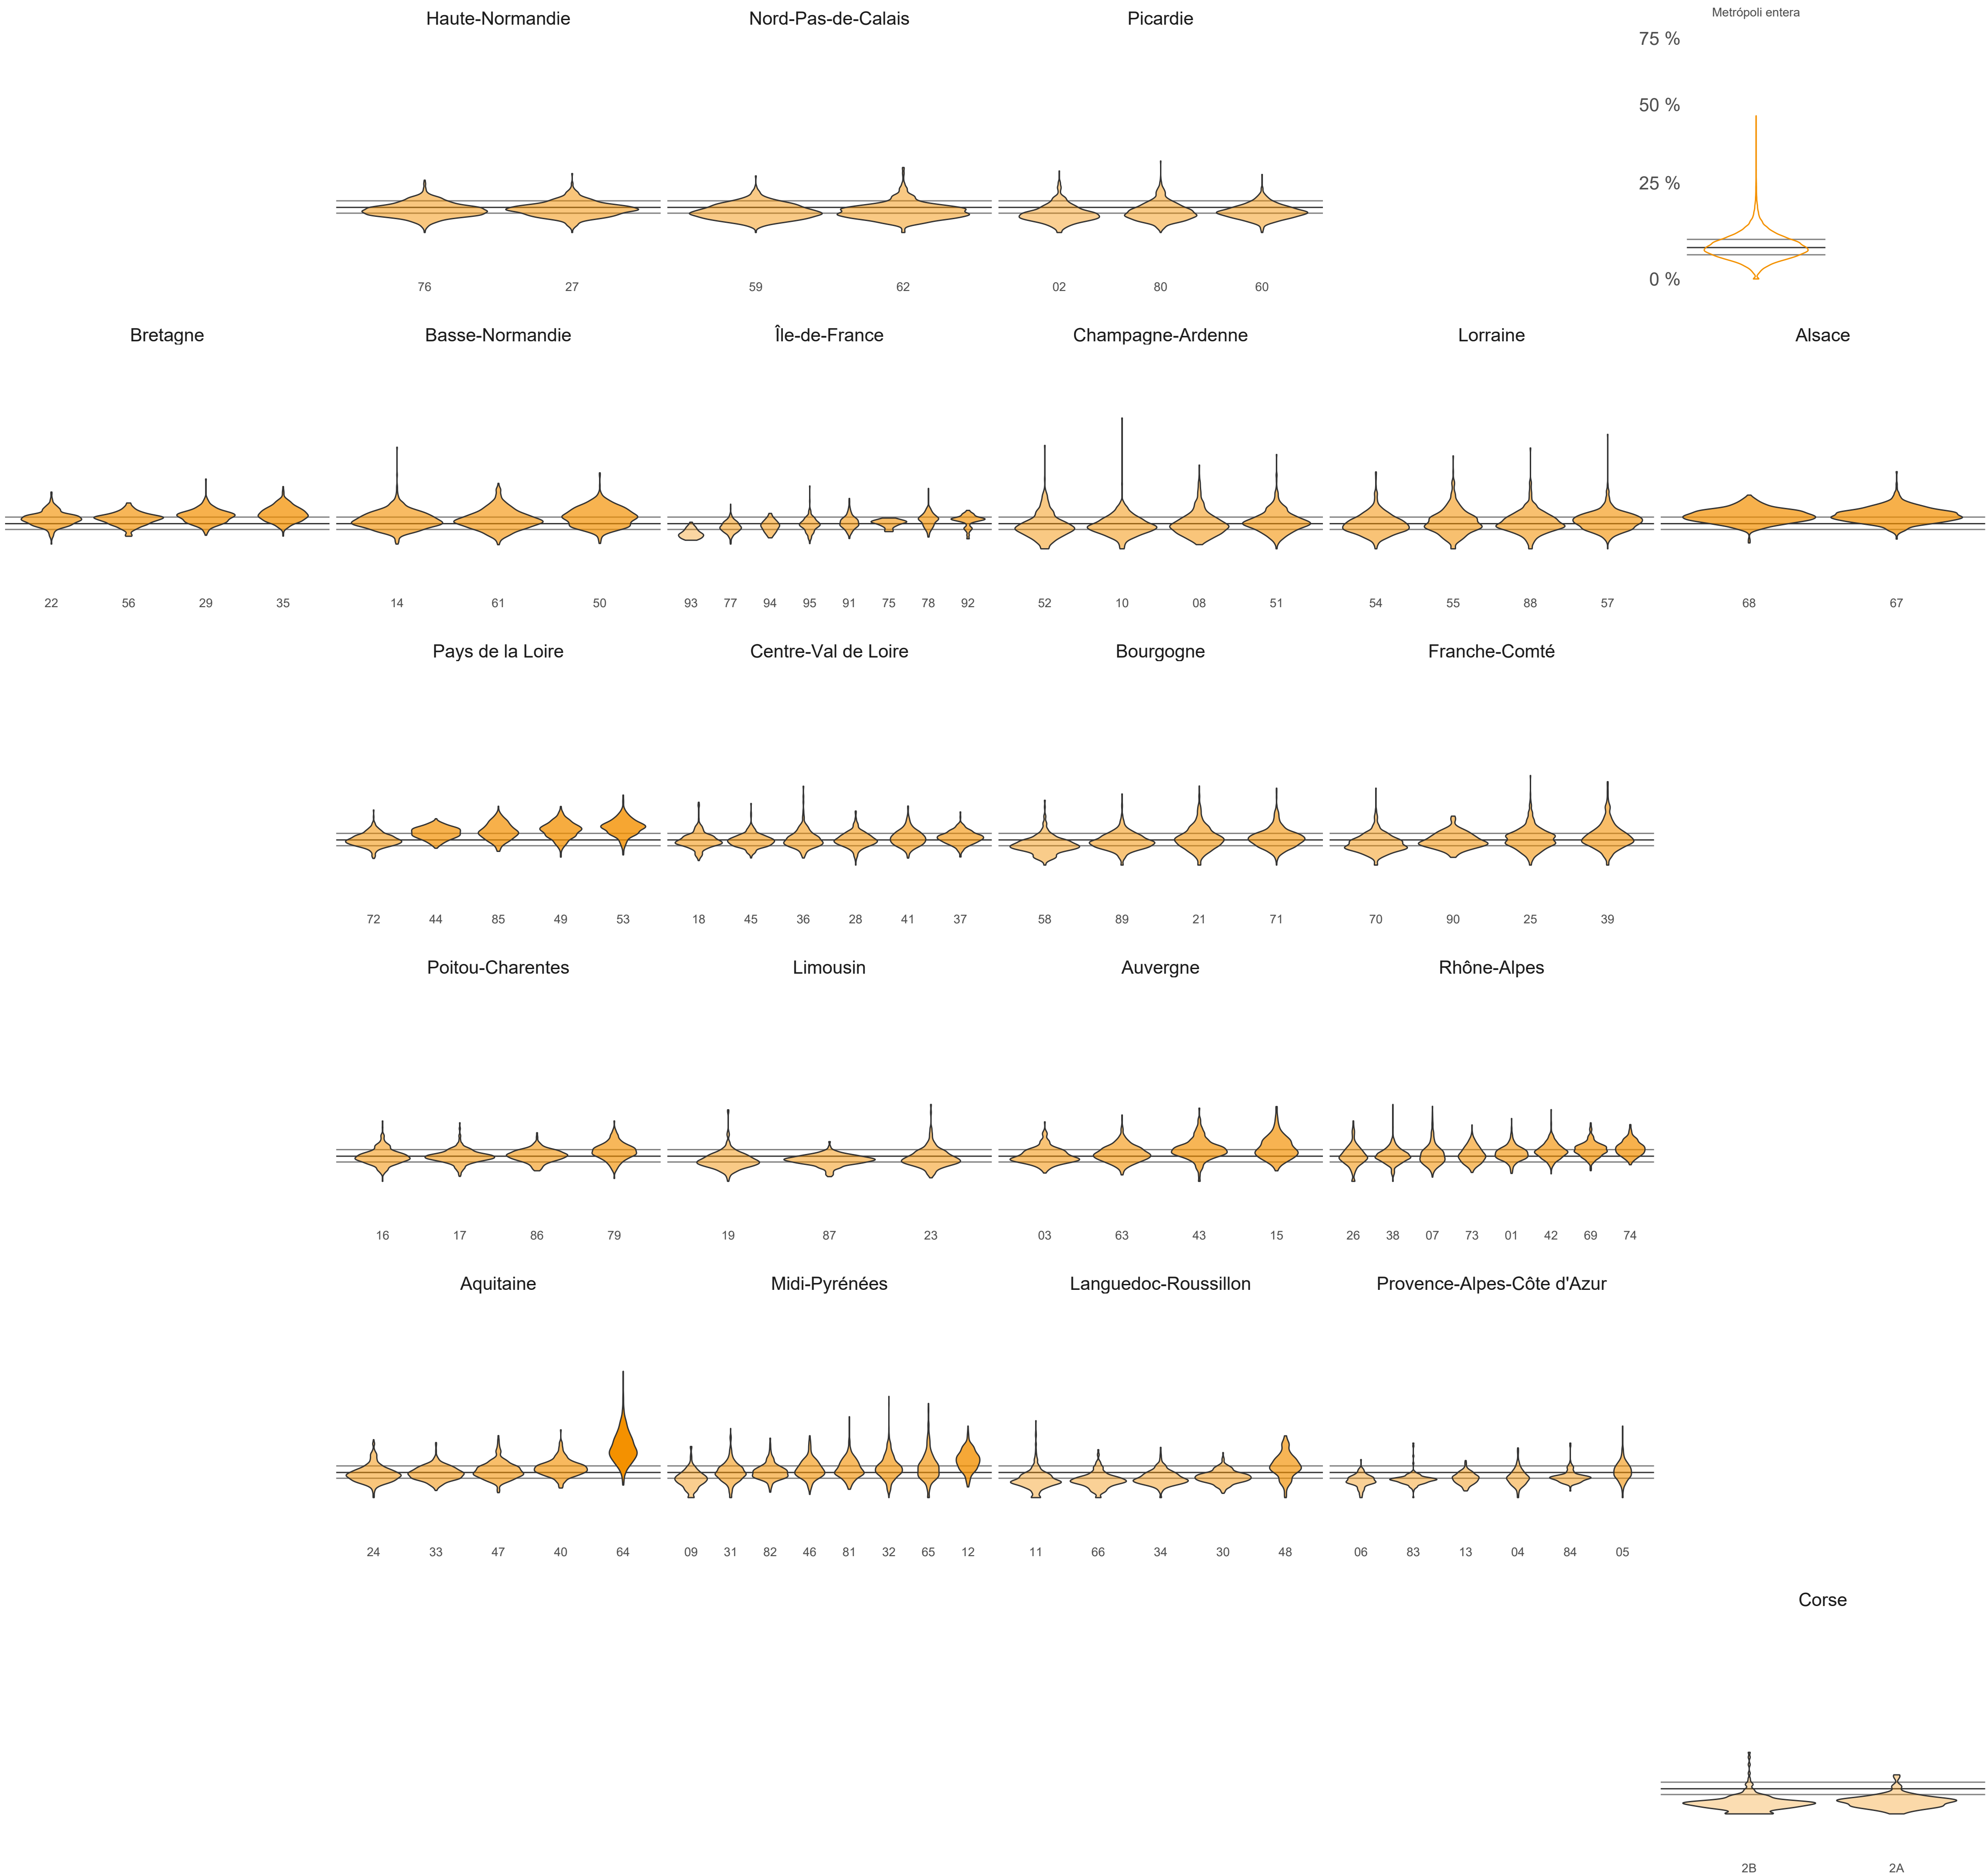 Haute-Normandie Nord-Pas-de-Calais Picardie Metrópoli entera
75 %
50 %
25 %
0 %
76 27 59 62 02 80 60
Bretagne Basse-Normandie Île-de-France Champagne-Ardenne Lorraine Alsace
22 56 29 35 14 61 50 93 77 94 95 91 75 78 92 52 10 08 51 54 55 88 57 68 67
Pays de la Loire Centre-Val de Loire Bourgogne Franche-Comté
72 44 85 49 53 18 45 36 28 41 37 58 89 21 71 70 90 25 39
Poitou-Charentes Limousin Auvergne Rhône-Alpes
16 17 86 79 19 87 23 03 63 43 15 26 38 07 73 01 42 69 74
Aquitaine Midi-Pyrénées Languedoc-Roussillon Provence-Alpes-Côte d'Azur
24 33 47 40 64 09 31 82 46 81 32 65 12 11 66 34 30 48 06 83 13 04 84 05
Corse
2B 2A